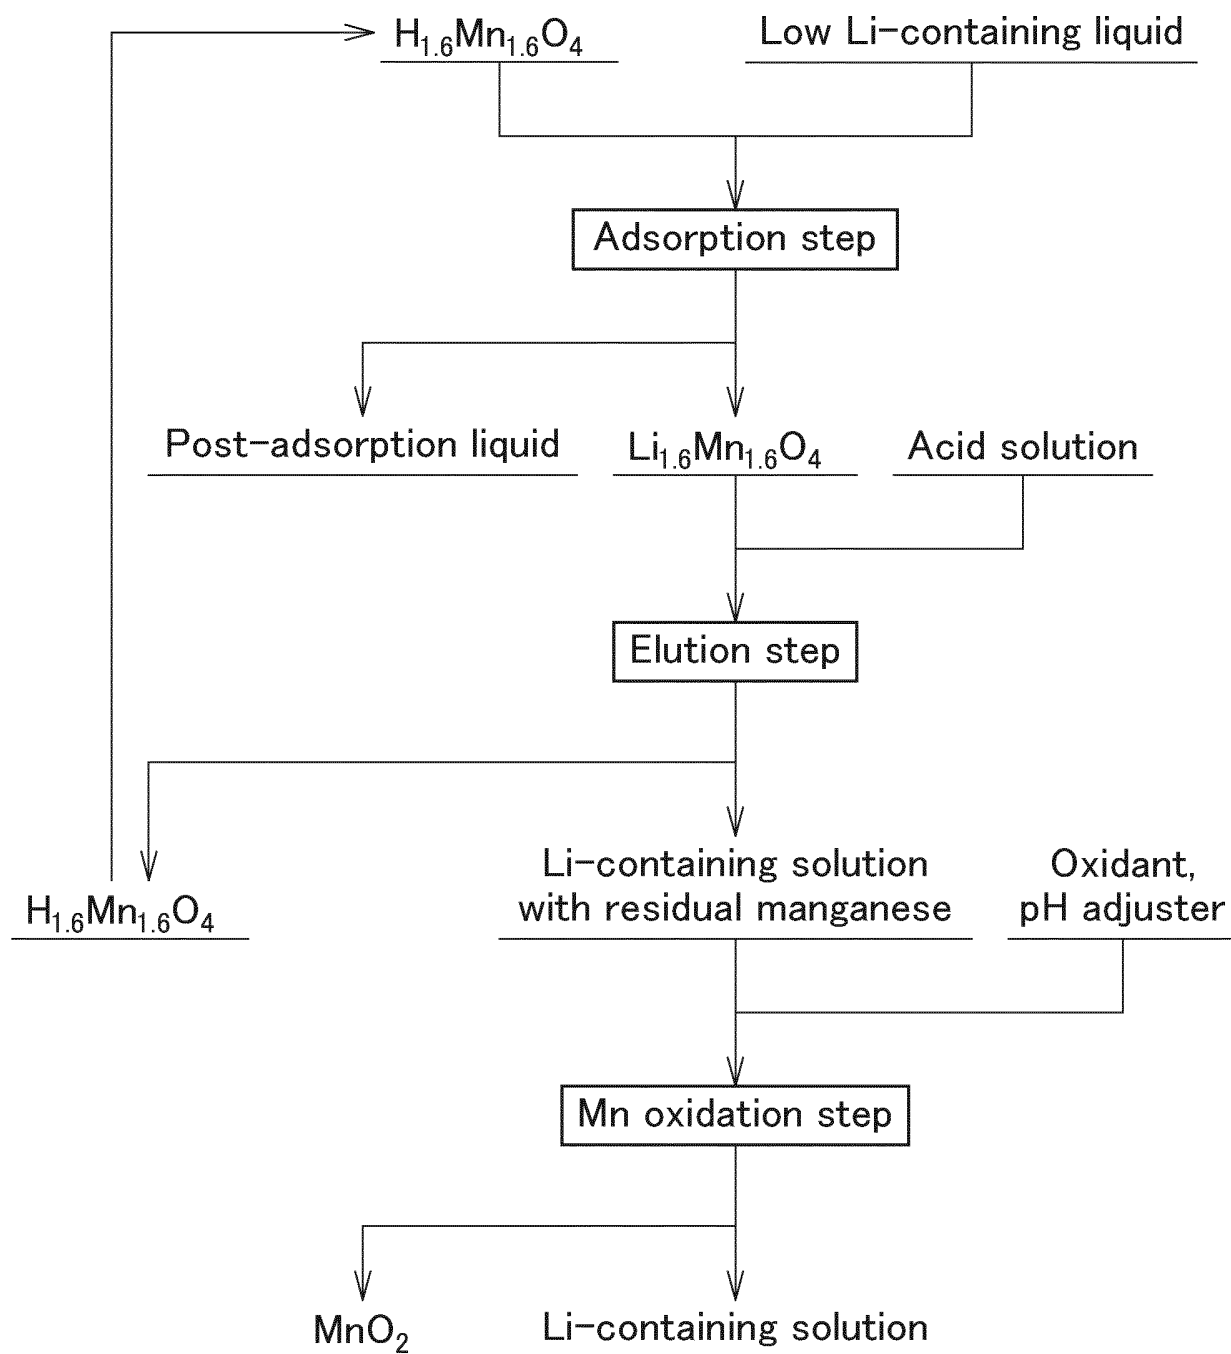 H1.6Mn1.6O4
Low Li-containing liquid
Adsorption step
Post-adsorption liquid
Li1.6Mn1.6O4
Acid solution
Elution step
H1.6Mn1.6O4
Li-containing solution
with residual manganese
Oxidant,
pH adjuster
Mn oxidation step
MnO2
Li-containing solution